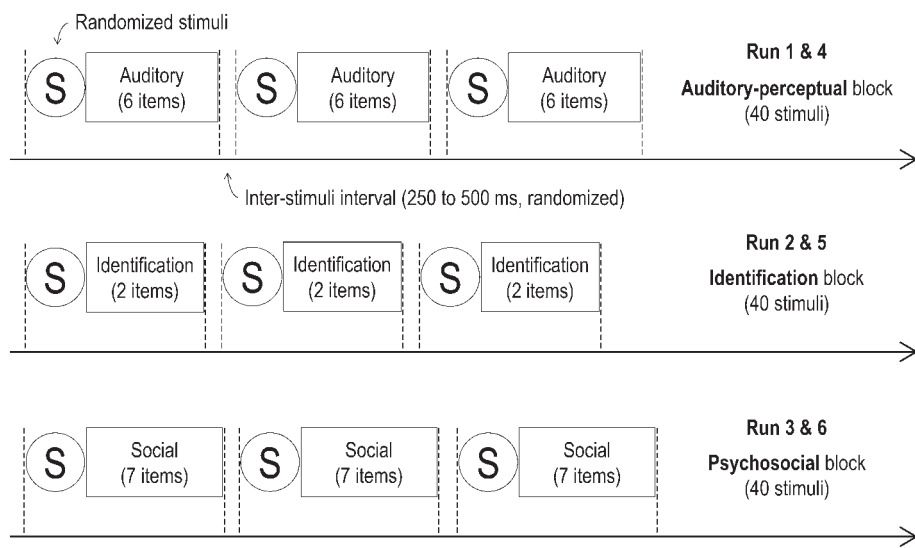 Randomized stimuli
S
Auditory
(6 items)
S
Auditory
(6 items)
S
Auditory
(6 items)
Run 1 & 4
Auditory-perceptual block
(40 stimuli)
Inter-stimuli interval (250 to 500 ms, randomized)
S
Identification
(2 items)
S
Identification
(2 items)
S
Identification
(2 items)
Run 2 & 5
Identification block
(40 stimuli)
S
Social
(7 items)
S
Social
(7 items)
S
Social
(7 items)
Run 3 & 6
Psychosocial block
(40 stimuli)